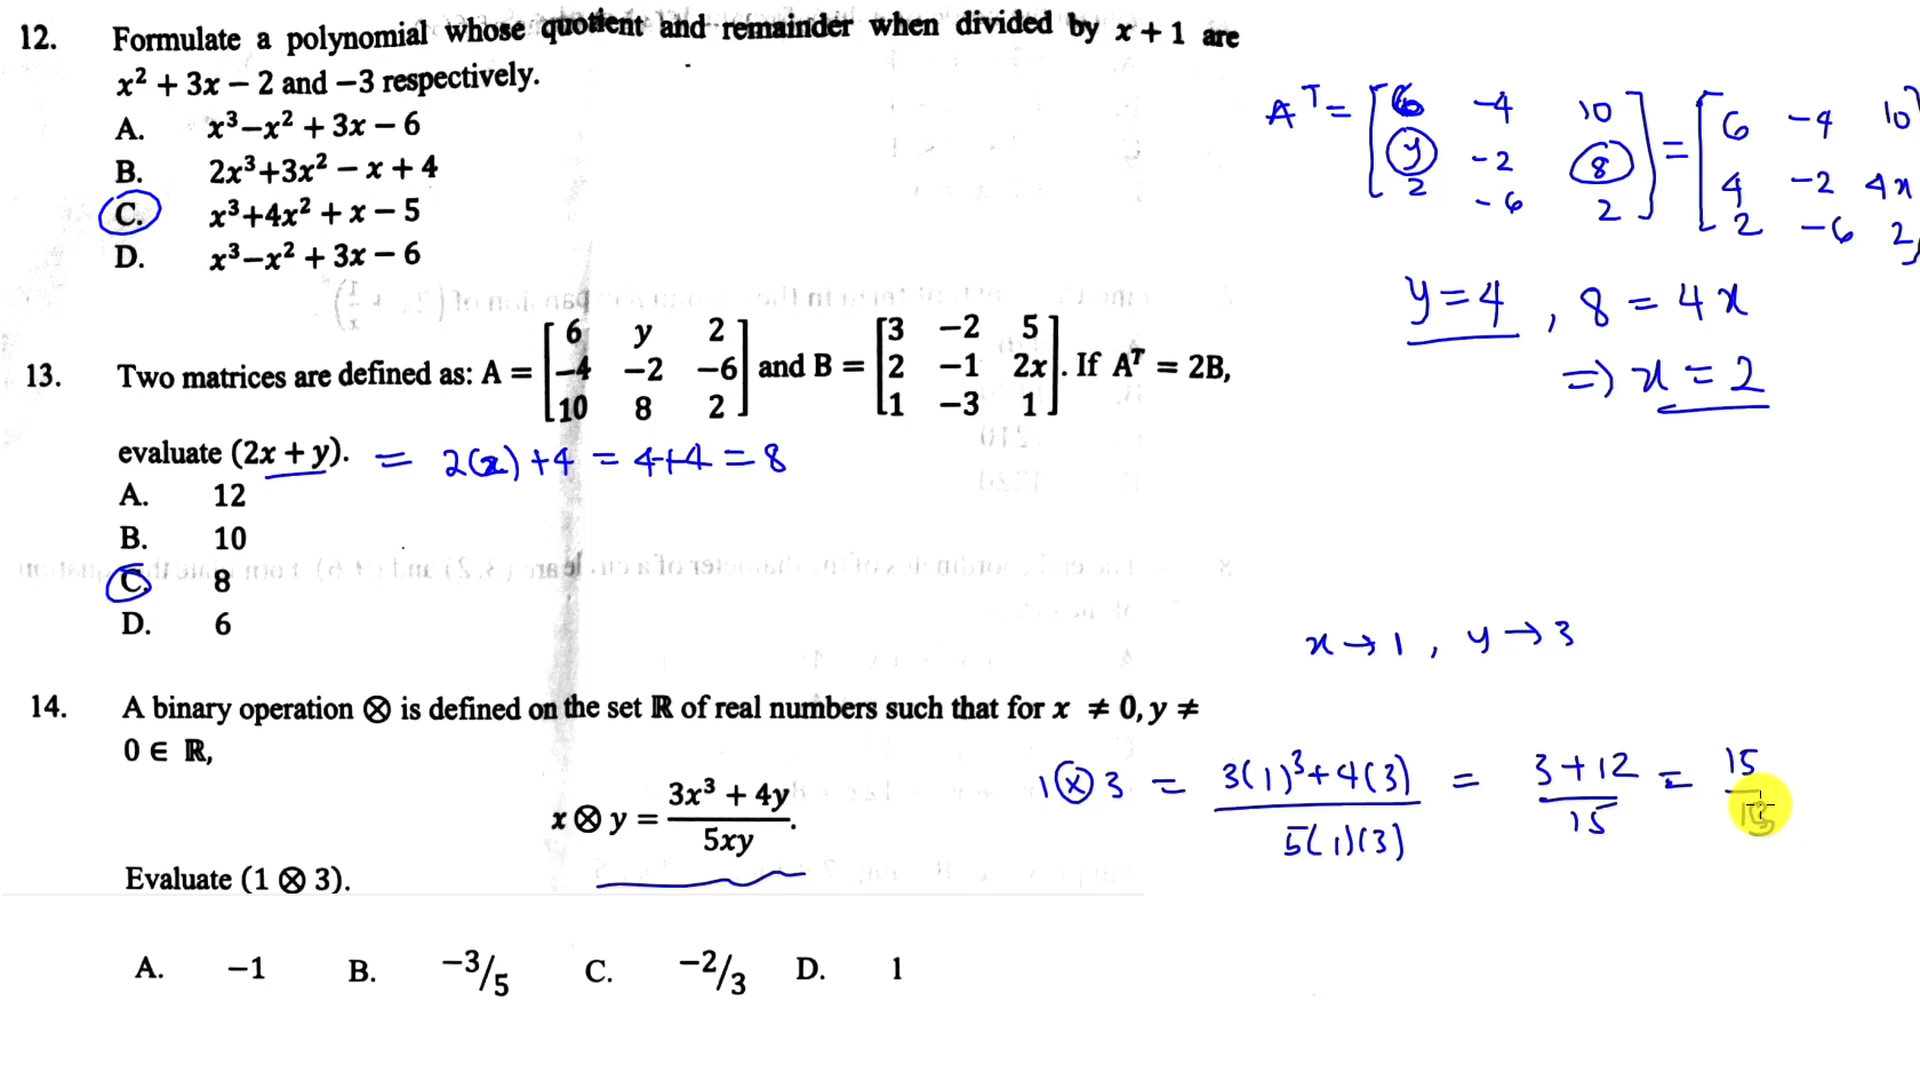 12. Formulate a polynomial whose quotient and remainder when divided by x + 1 are
x² + 3x − 2 and −3 respectively.
A. x³−x² + 3x − 6
B. 2x³+3x² − x + 4
C. x³+4x² + x − 5
D. x³−x² + 3x − 6
Aᵀ = [6 −4 10] = [6 −4 10]
[y −2 8] [4 −2 4x]
[2 −6 2] [2 −6 2]
y = 4 , 8 = 4x
⇒ x = 2
[6 y 2] [3 −2 5]
13. Two matrices are defined as: A = [−4 −2 −6] and B = [2 −1 2x]. If Aᵀ = 2B,
[10 8 2] [1 −3 1]
evaluate (2x + y). = 2(2) + 4 = 4+4 = 8
A. 12
B. 10
C. 8
D. 6
x → 1 , y → 3
14. A binary operation ⊗ is defined on the set ℝ of real numbers such that for x ≠ 0, y ≠
0 ∈ ℝ,
x ⊗ y = (3x³ + 4y)/(5xy).
1 ⊗ 3 = (3(1)³ + 4(3))/(5(1)(3)) = (3 + 12)/15 = 15/
Evaluate (1 ⊗ 3).
A. −1 B. −3/5 C. −2/3 D. 1